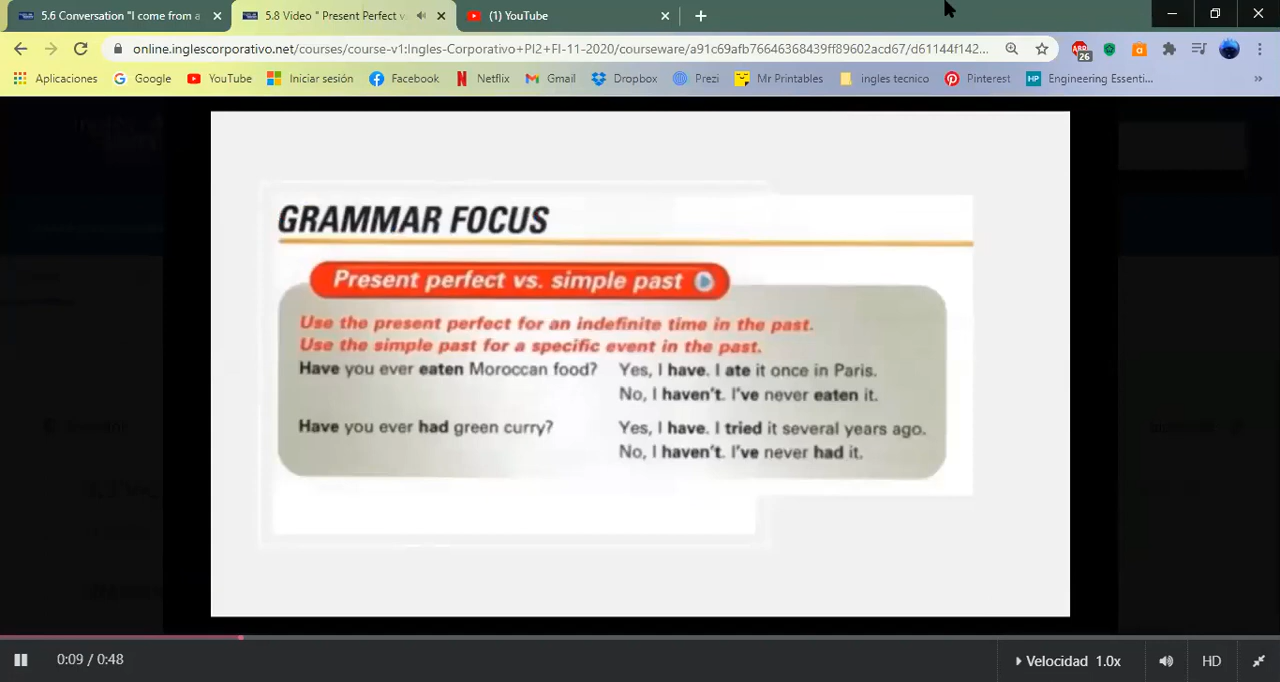 5.6 Conversation "I come from a
5.8 Video " Present Perfect v
(1) YouTube
online.inglescorporativo.net/courses/course-v1:Ingles-Corporativo+PI2+FI-11-2020/courseware/a91c69afb76646368439ff89602acd67/d61144f142...
26
Aplicaciones
Google
YouTube
Iniciar sesión
Facebook
Netflix
Gmail
Dropbox
Prezi
Mr Printables
ingles tecnico
Pinterest
HP
Engineering Essenti...
GRAMMAR FOCUS
Present perfect vs. simple past
Use the present perfect for an indefinite time in the past.
Use the simple past for a specific event in the past.
Have you ever eaten Moroccan food? Yes, I have. I ate it once in Paris.
No, I haven't. I've never eaten it.
Have you ever had green curry? Yes, I have. I tried it several years ago.
No, I haven't. I've never had it.
0:09 / 0:48
Velocidad 1.0x
HD